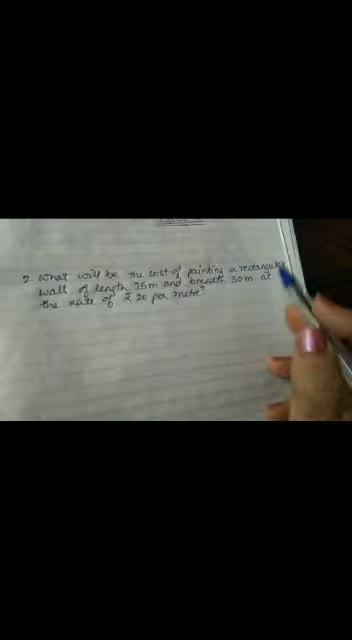 2 What will be the cost of painting a rectangular
wall of length 75m and breadth 50m at
the rate of ₹ 20 per metre?